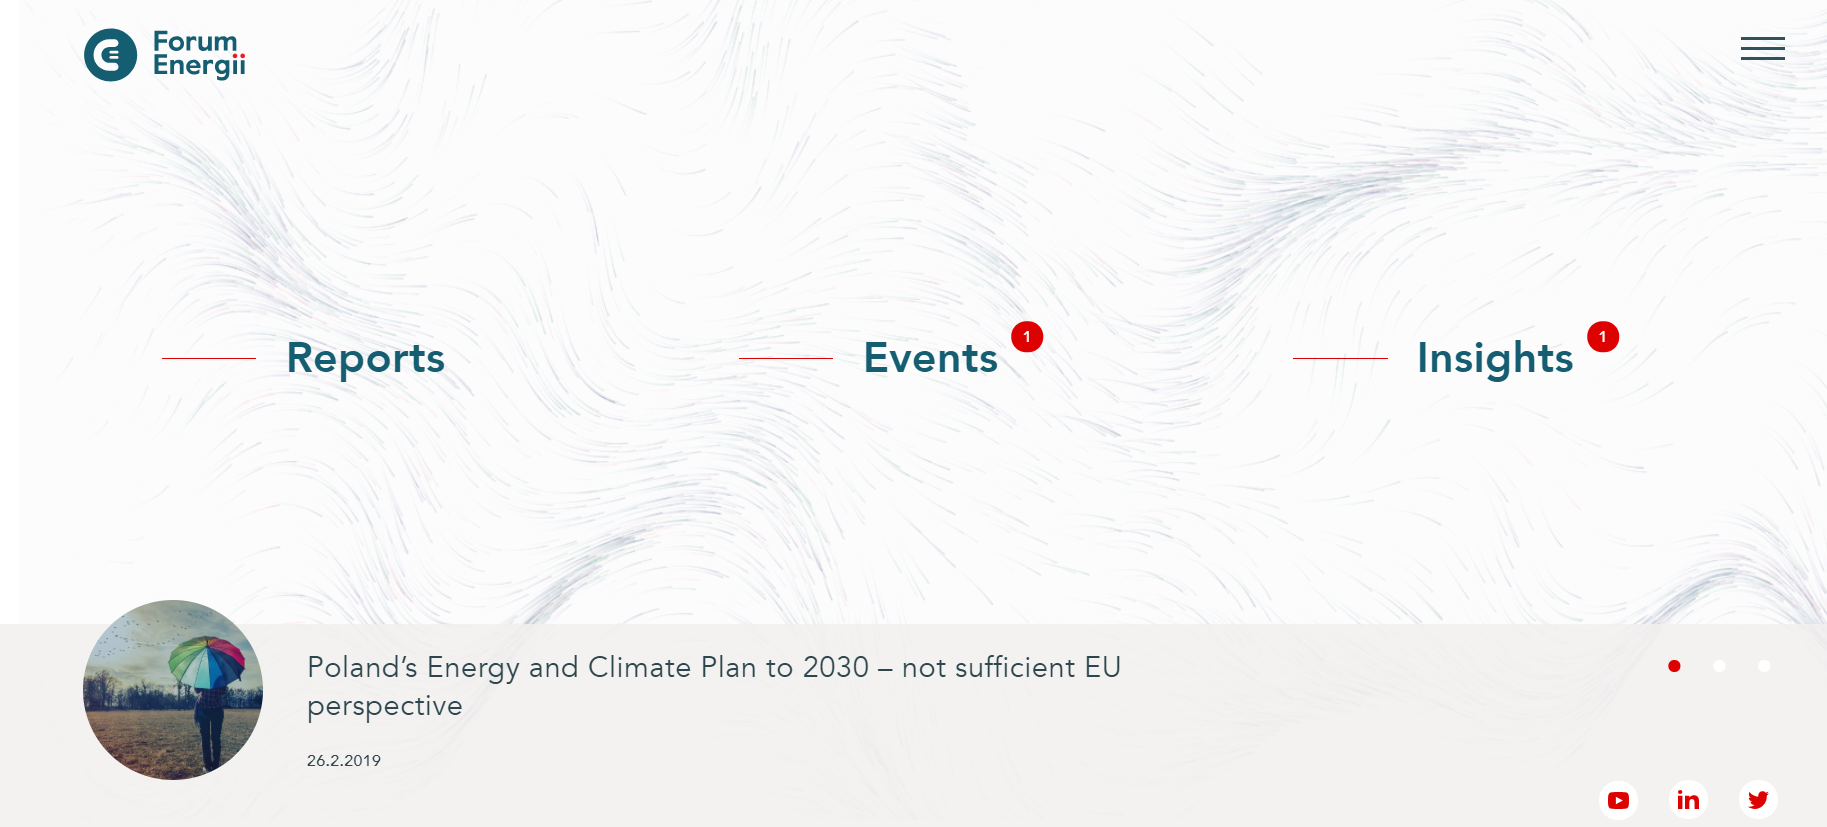 Forum
Energii
Reports
Events
1
Insights
1
Poland’s Energy and Climate Plan to 2030 – not sufficient EU
perspective
26.2.2019
in